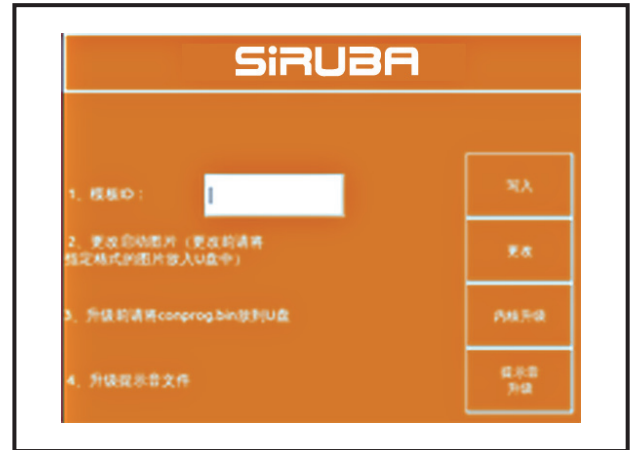 SiRUBA
1、模板ID：
写入
2、更改启动图片（更改前请将
指定格式的图片放入U盘中）
更改
3、升级前请将conprog.bin放到U盘
内核升级
4、升级提示音文件
提示音
升级